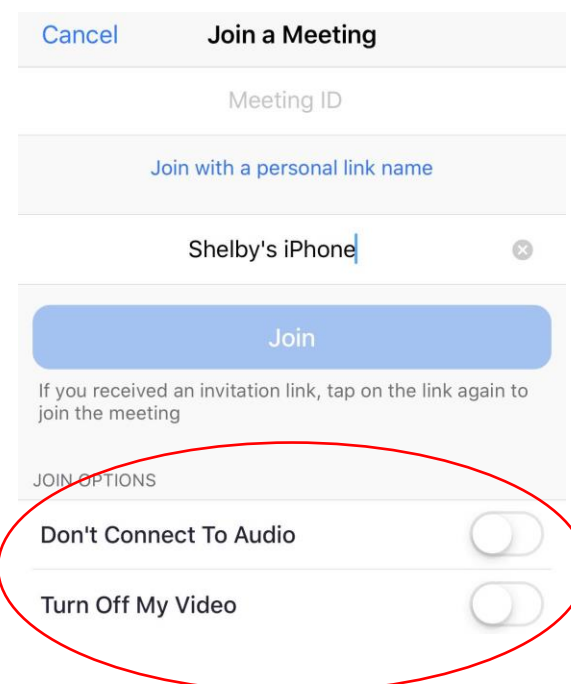 Cancel Join a Meeting
Meeting ID
Join with a personal link name
Shelby's iPhone
Join
If you received an invitation link, tap on the link again to
join the meeting
JOIN OPTIONS
Don't Connect To Audio
Turn Off My Video